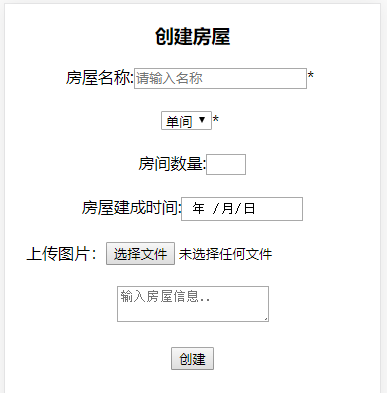 创建房屋
房屋名称:请输入名称*
单间*
房间数量:
房屋建成时间: 年 /月/日
上传图片: 选择文件 未选择任何文件
输入房屋信息..
创建